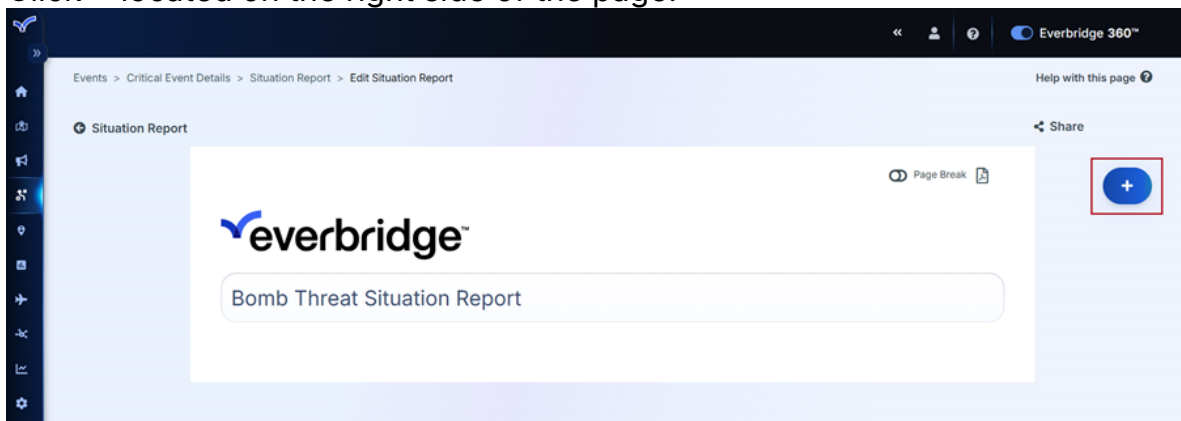 Click + located on the right side of the page.
« Everbridge 360™
»
Events > Critical Event Details > Situation Report > Edit Situation Report
Help with this page
Situation Report
Share
Page Break
+
everbridge™
Bomb Threat Situation Report